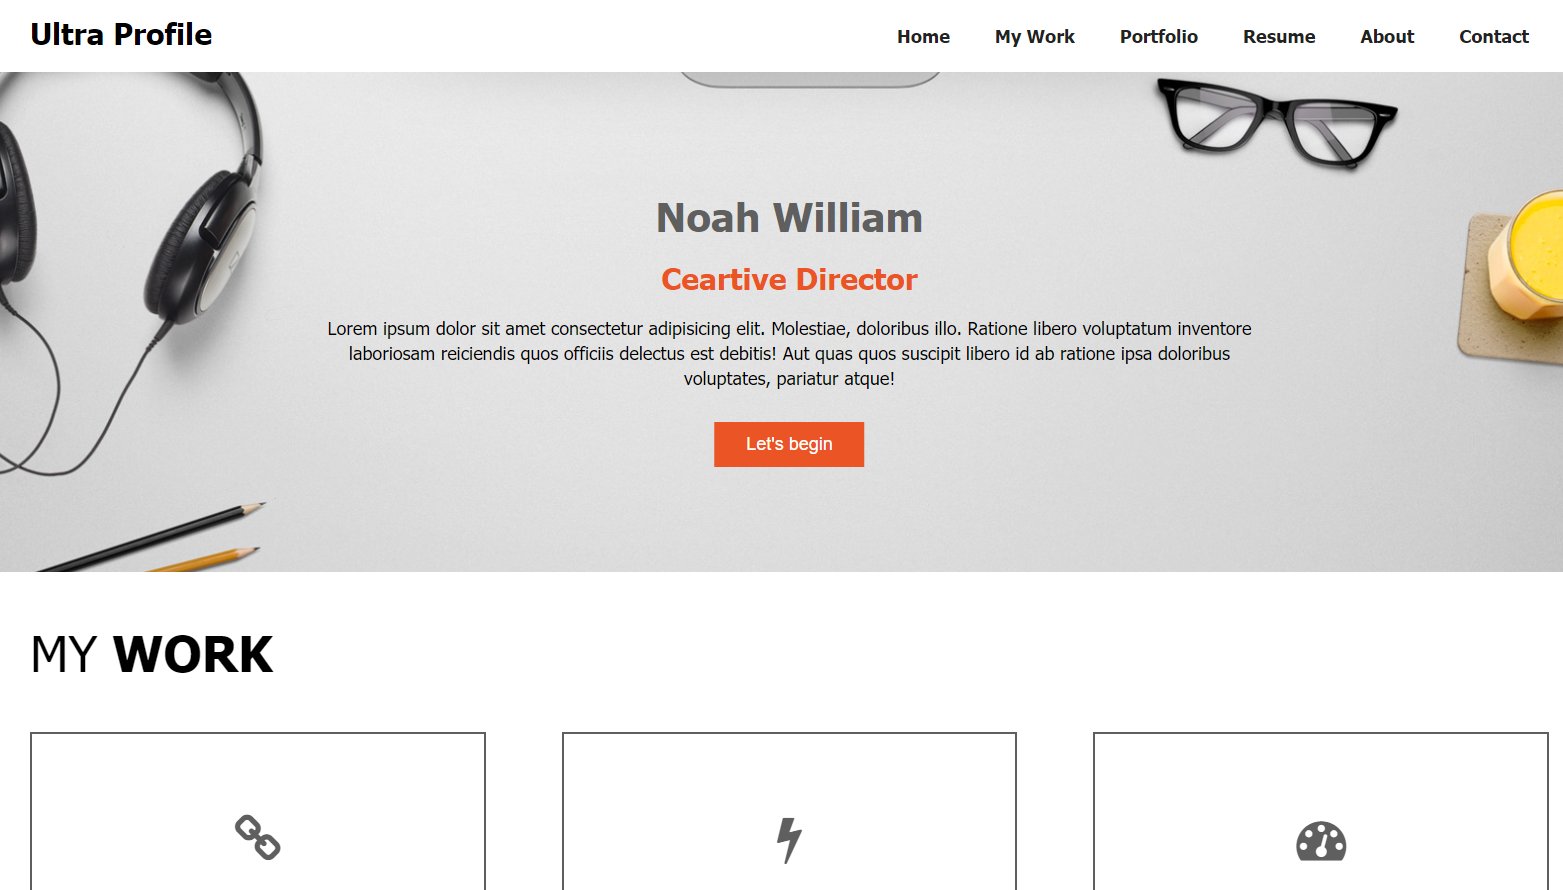 Ultra Profile
Home My Work Portfolio Resume About Contact
Noah William
Ceartive Director
Lorem ipsum dolor sit amet consectetur adipisicing elit. Molestiae, doloribus illo. Ratione libero voluptatum inventore
laboriosam reiciendis quos officiis delectus est debitis! Aut quas quos suscipit libero id ab ratione ipsa doloribus
voluptates, pariatur atque!
Let's begin
MY WORK